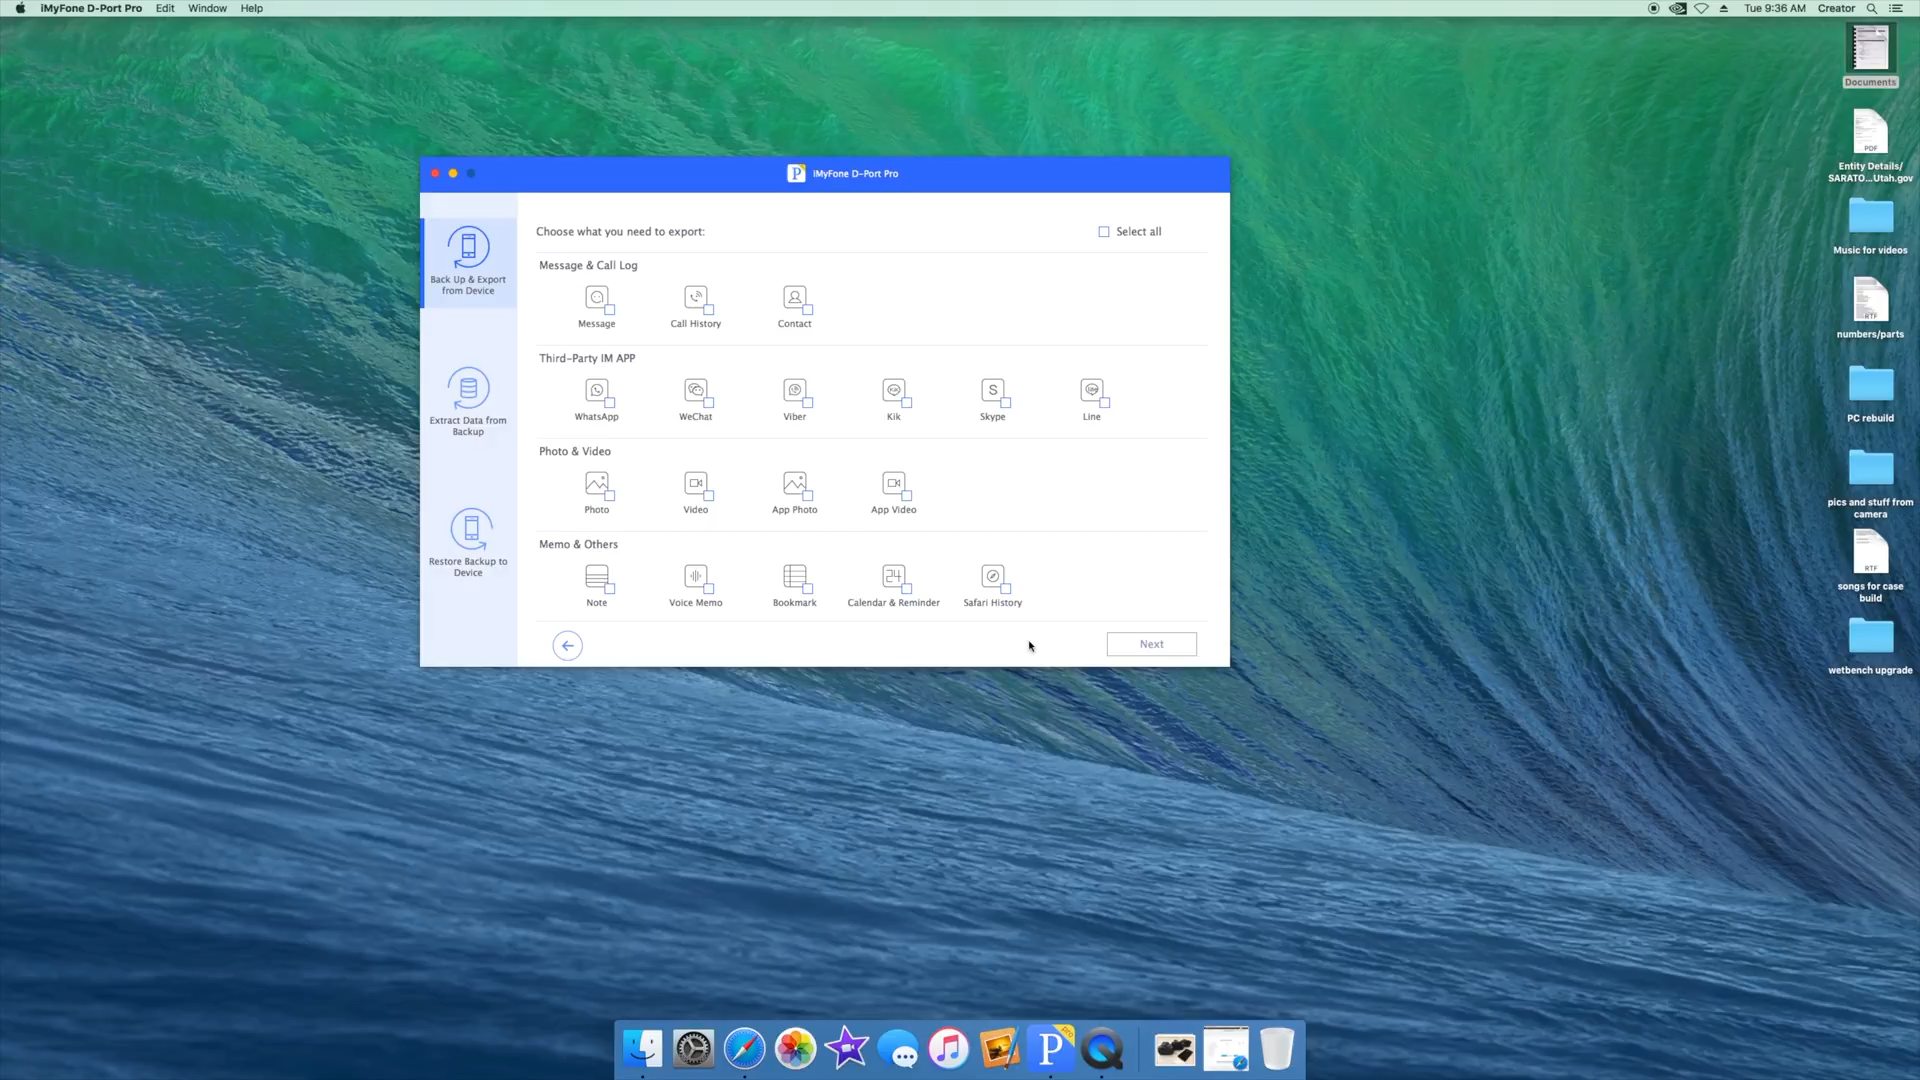 iMyFone D-Port Pro Edit Window Help
Tue 9:36 AM Creator
Documents
PDF
Entity Details/
SARATO...Utah.gov
Music for videos
RTF
numbers/parts
PC rebuild
pics and stuff from
camera
RTF
songs for case
build
wetbench upgrade
P iMyFone D-Port Pro
Back Up & Export
from Device
Extract Data from
Backup
Restore Backup to
Device
Choose what you need to export:
Select all
Message & Call Log
Message Call History Contact
Third-Party IM APP
WhatsApp WeChat Viber Kik Skype Line
Photo & Video
Photo Video App Photo App Video
Memo & Others
24
Note Voice Memo Bookmark Calendar & Reminder Safari History
Next
P pro